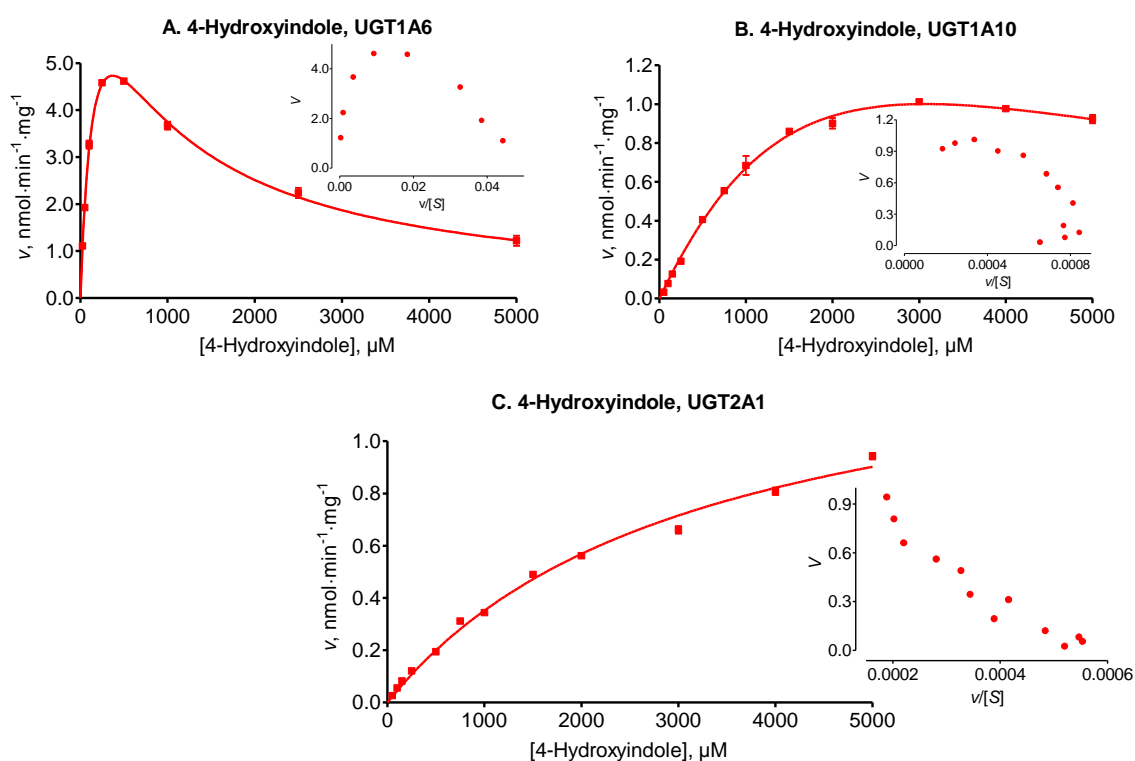 A. 4-Hydroxyindole, UGT1A6
v, nmol·min⁻¹·mg⁻¹
5.0
4.0
3.0
2.0
1.0
0.0
0 1000 2000 3000 4000 5000
[4-Hydroxyindole], µM
V
4.0
2.0
0.0
0.00 0.02 0.04
v/[S]
B. 4-Hydroxyindole, UGT1A10
v, nmol·min⁻¹·mg⁻¹
1.2
1.0
0.8
0.6
0.4
0.2
0.0
0 1000 2000 3000 4000 5000
[4-Hydroxyindole], µM
V
1.2
0.9
0.6
0.3
0.0
0.0000 0.0004 0.0008
v/[S]
C. 4-Hydroxyindole, UGT2A1
v, nmol·min⁻¹·mg⁻¹
1.0
0.8
0.6
0.4
0.2
0.0
0 1000 2000 3000 4000 5000
[4-Hydroxyindole], µM
V
0.9
0.6
0.3
0.0
0.0002 0.0004 0.0006
v/[S]